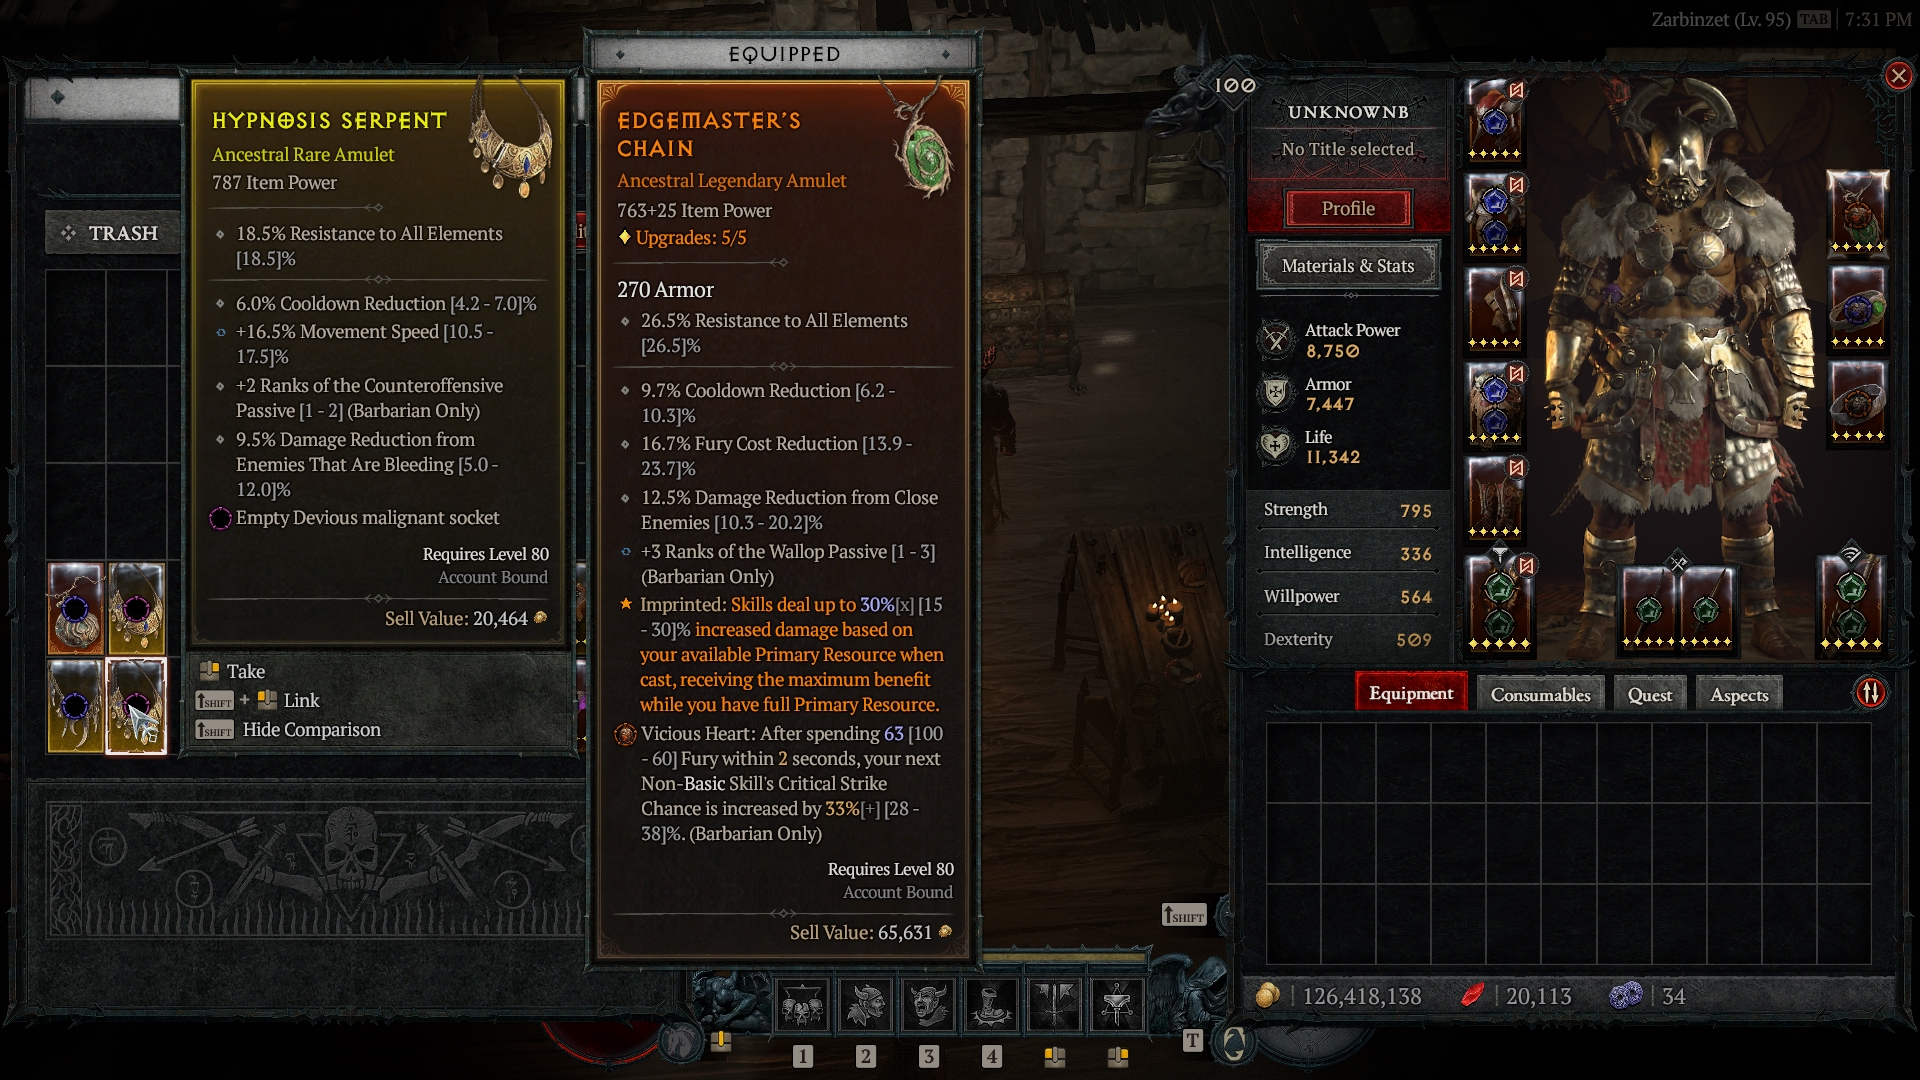 Zarbinzet (Lv. 95) TAB 7:31 PM
TRASH
HYPNOSIS SERPENT
Ancestral Rare Amulet
787 Item Power
18.5% Resistance to All Elements
[18.5]%
6.0% Cooldown Reduction [4.2 - 7.0]%
+16.5% Movement Speed [10.5 -
17.5]%
+2 Ranks of the Counteroffensive
Passive [1 - 2] (Barbarian Only)
9.5% Damage Reduction from
Enemies That Are Bleeding [5.0 -
12.0]%
Empty Devious malignant socket
Requires Level 80
Account Bound
Sell Value: 20,464
Take
SHIFT + Link
SHIFT Hide Comparison
EQUIPPED
EDGEMASTER'S
CHAIN
Ancestral Legendary Amulet
763+25 Item Power
Upgrades: 5/5
270 Armor
26.5% Resistance to All Elements
[26.5]%
9.7% Cooldown Reduction [6.2 -
10.3]%
16.7% Fury Cost Reduction [13.9 -
23.7]%
12.5% Damage Reduction from Close
Enemies [10.3 - 20.2]%
+3 Ranks of the Wallop Passive [1 - 3]
(Barbarian Only)
Imprinted: Skills deal up to 30%[x] [15
- 30]% increased damage based on
your available Primary Resource when
cast, receiving the maximum benefit
while you have full Primary Resource.
Vicious Heart: After spending 63 [100
- 60] Fury within 2 seconds, your next
Non-Basic Skill's Critical Strike
Chance is increased by 33%[+] [28 -
38]%. (Barbarian Only)
Requires Level 80
Account Bound
Sell Value: 65,631
SHIFT
1
2
3
4
T
100
UNKNOWNB
No Title selected
Profile
Materials & Stats
Attack Power
8,750
Armor
7,447
Life
11,342
Strength 795
Intelligence 336
Willpower 564
Dexterity 509
Equipment
Consumables
Quest
Aspects
126,418,138
20,113
34